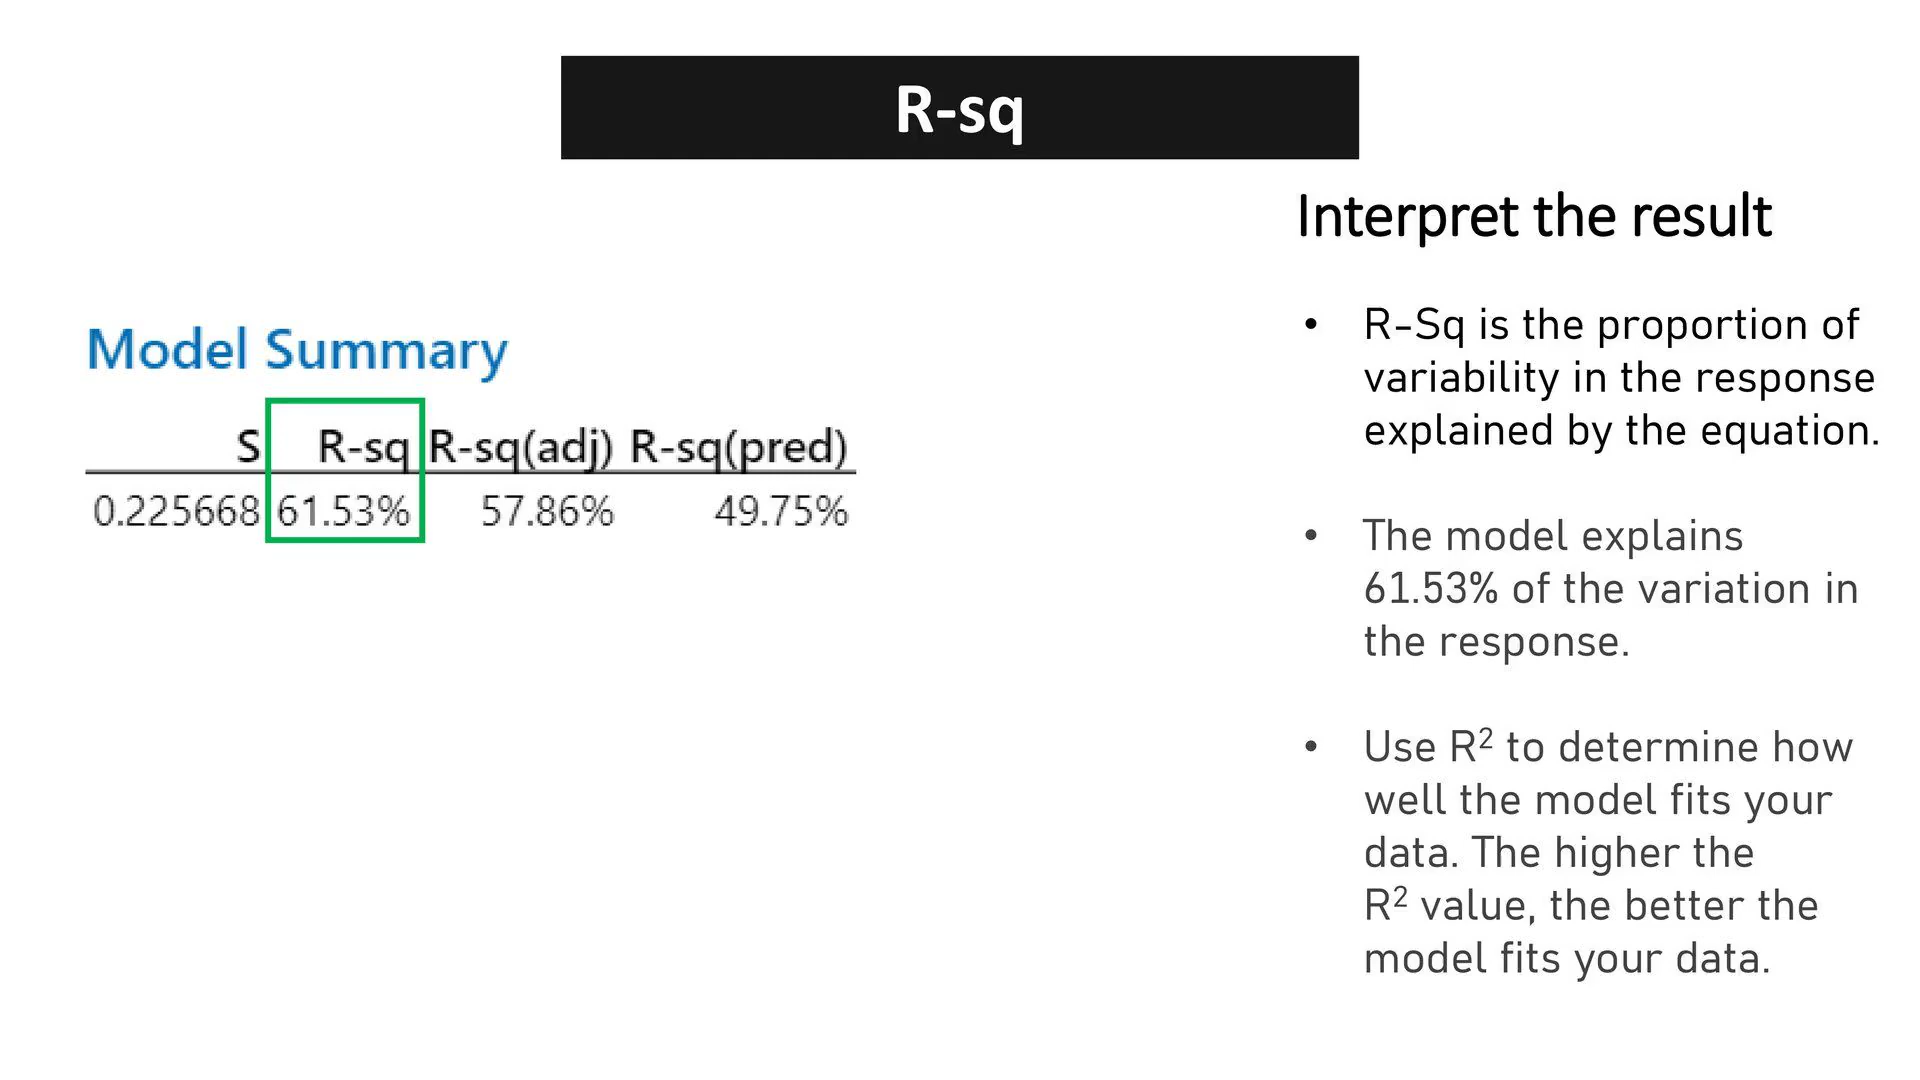 R-sq
Interpret the result
Model Summary
S R-sq R-sq(adj) R-sq(pred)
0.225668 61.53% 57.86% 49.75%
• R-Sq is the proportion of
variability in the response
explained by the equation.
• The model explains
61.53% of the variation in
the response.
• Use R² to determine how
well the model fits your
data. The higher the
R² value, the better the
model fits your data.